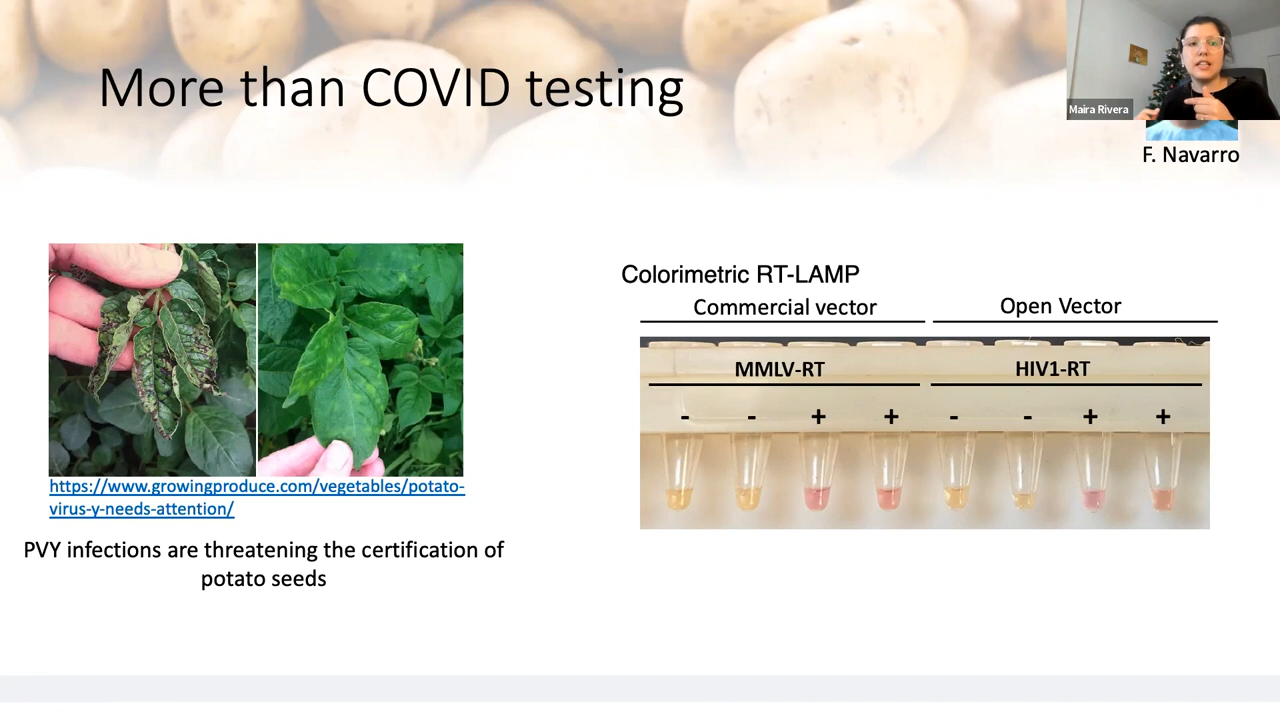 More than COVID testing
Maira Rivera
F. Navarro
https://www.growingproduce.com/vegetables/potato-
virus-y-needs-attention/
PVY infections are threatening the certification of
potato seeds
Colorimetric RT-LAMP
Commercial vector
Open Vector
MMLV-RT
HIV1-RT
- - + + - - + +